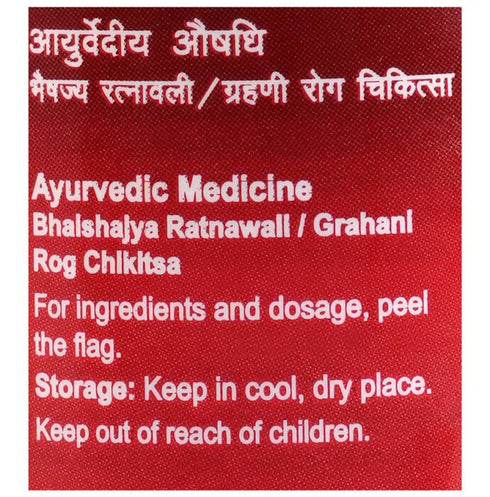 आयुर्वेदीय औषधि
भैषज्य रत्नावली / ग्रहणी रोग चिकित्सा
Ayurvedic Medicine
Bhaishajya Ratnawali / Grahani
Rog Chikitsa
For ingredients and dosage, peel
the flag.
Storage: Keep in cool, dry place.
Keep out of reach of children.